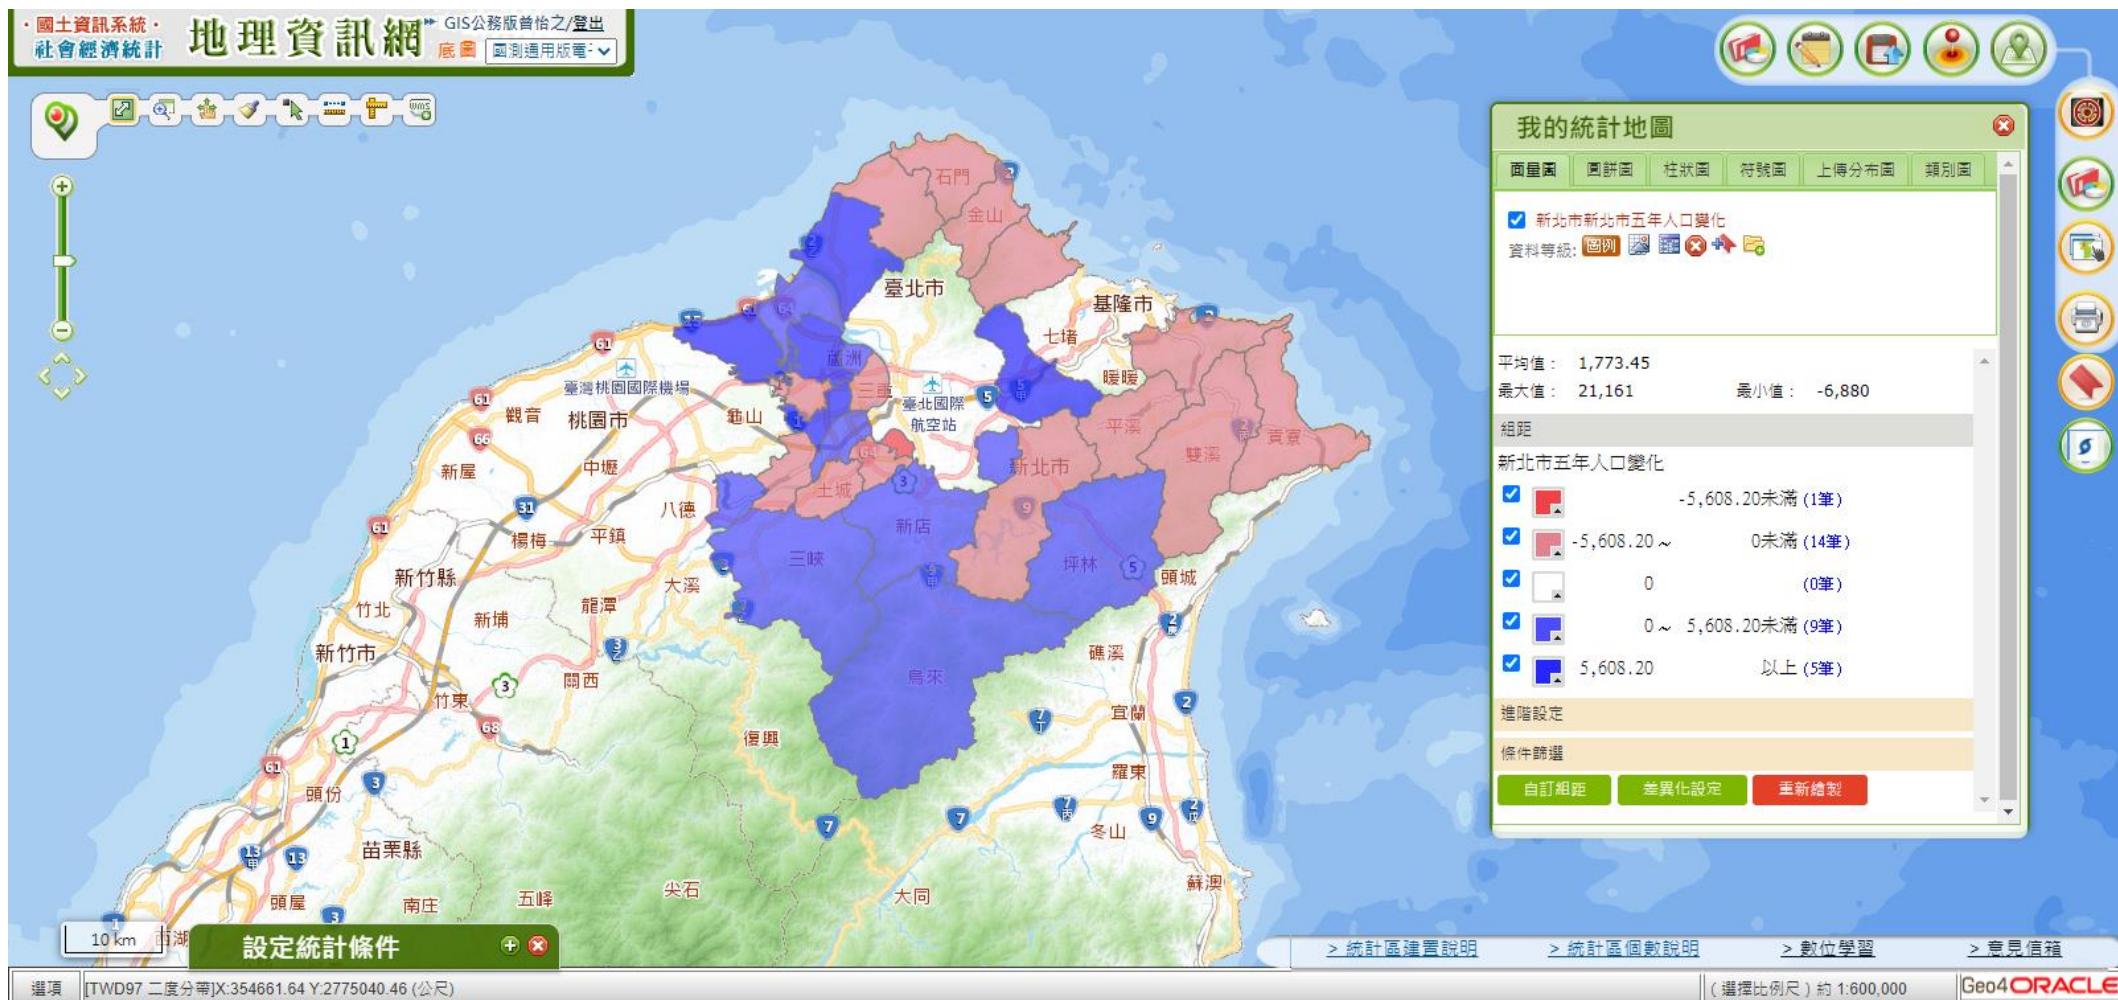 ・國土資訊系統・
社會經濟統計
地理資訊網
GIS公務版曾怡之/登出
底圖
國測通用版電子
我的統計地圖
面量圖 圓餅圖 柱狀圖 符號圖 上傳分布圖 類別圖
新北市新北市五年人口變化
資料等級: 圖例
平均值： 1,773.45
最大值： 21,161 最小值： -6,880
組距
新北市五年人口變化
-5,608.20未滿 (1筆)
-5,608.20～ 0未滿 (14筆)
0 (0筆)
0～ 5,608.20未滿 (9筆)
5,608.20 以上 (5筆)
進階設定
條件篩選
自訂組距 差異化設定 重新繪製
石門
金山
臺北市
基隆市
七堵
暖暖
蘆洲
三重
臺灣桃園國際機場
臺北國際
航空站
觀音
桃園市
龜山
平溪
雙溪
貢寮
新北市
新屋
中壢
土城
八德
新店
楊梅
平鎮
三峽
坪林
頭城
新竹縣
大溪
竹北
新埔
龍潭
新竹市
關西
礁溪
烏來
竹東
宜蘭
復興
羅東
頭份
冬山
苗栗縣
尖石
大同
蘇澳
頭屋
南庄
五峰
西湖
10 km
設定統計條件
> 統計區建置說明 > 統計區個數說明 > 數位學習 > 意見信箱
選項 [TWD97 二度分帶]X:354661.64 Y:2775040.46 (公尺) (選擇比例尺) 約 1:600,000 Geo4ORACLE